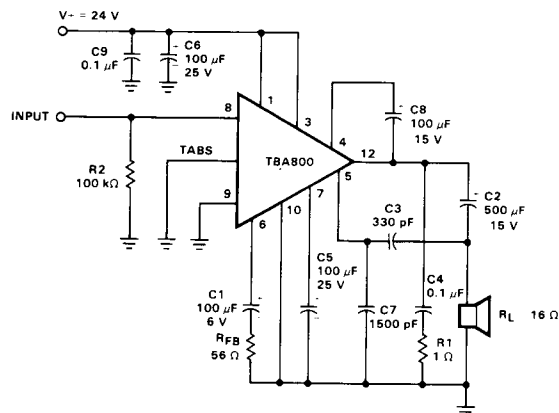 V+ = 24 V
C9
0.1 µF
C6
100 µF
25 V
INPUT
8
1
3
4
C8
100 µF
15 V
TABS
TBA800
12
R2
100 kΩ
9
6
10
7
5
C3
330 pF
C2
500 µF
15 V
C1
100 µF
6 V
C5
100 µF
25 V
C4
0.1 µF
C7
1500 pF
RFB
56 Ω
R1
1 Ω
RL 16 Ω